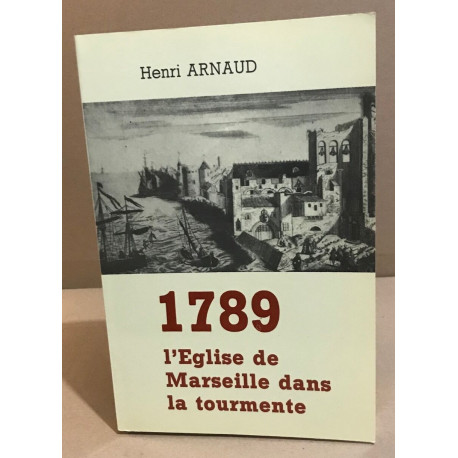 Henri ARNAUD
1789
l'Eglise de
Marseille dans
la tourmente